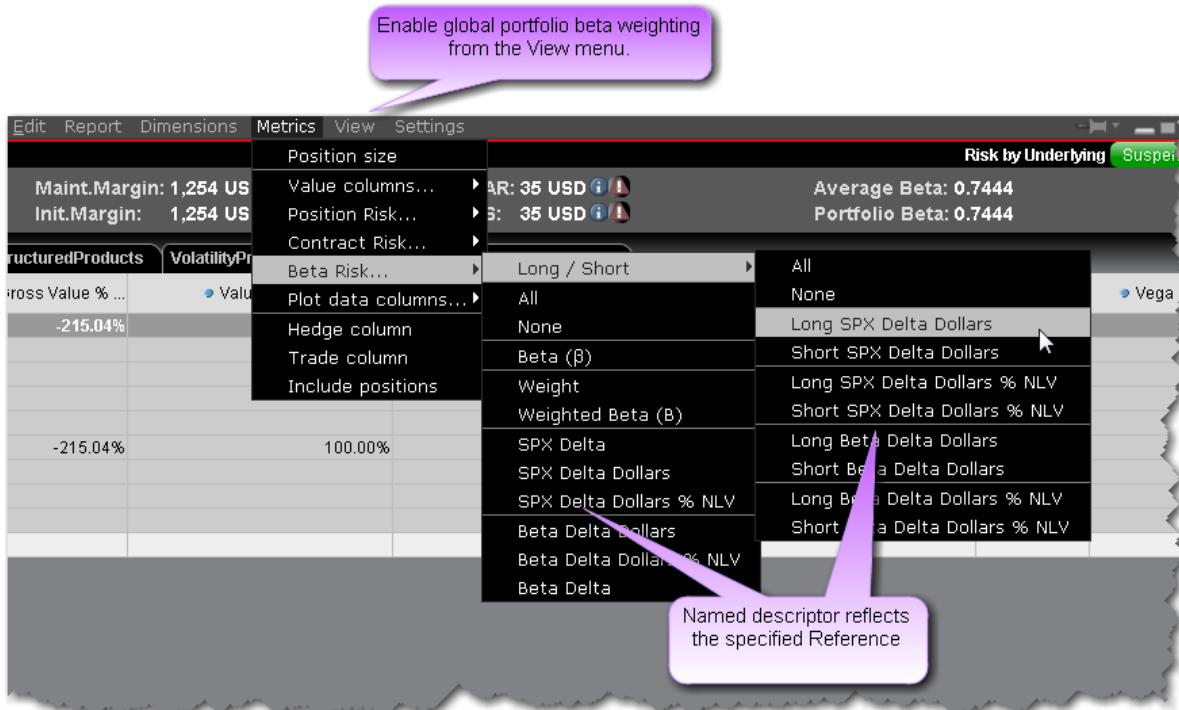 Enable global portfolio beta weighting
from the View menu.
Edit Report Dimensions Metrics View Settings
Risk by Underlying
Maint.Margin: 1,254 US
Init.Margin: 1,254 US
AR: 35 USD
S: 35 USD
Average Beta: 0.7444
Portfolio Beta: 0.7444
Position size
Value columns...
Position Risk...
Contract Risk...
Beta Risk...
Plot data columns...
Hedge column
Trade column
Include positions
ructuredProducts VolatilityPr
Gross Value % ... Valu Vega
-215.04%
-215.04% 100.00%
Long / Short
All
None
Beta (β)
Weight
Weighted Beta (B)
SPX Delta
SPX Delta Dollars
SPX Delta Dollars % NLV
Beta Delta Dollars
Beta Delta Dollars % NLV
Beta Delta
All
None
Long SPX Delta Dollars
Short SPX Delta Dollars
Long SPX Delta Dollars % NLV
Short SPX Delta Dollars % NLV
Long Beta Delta Dollars
Short Beta Delta Dollars
Long Beta Delta Dollars % NLV
Short Beta Delta Dollars % NLV
Named descriptor reflects
the specified Reference